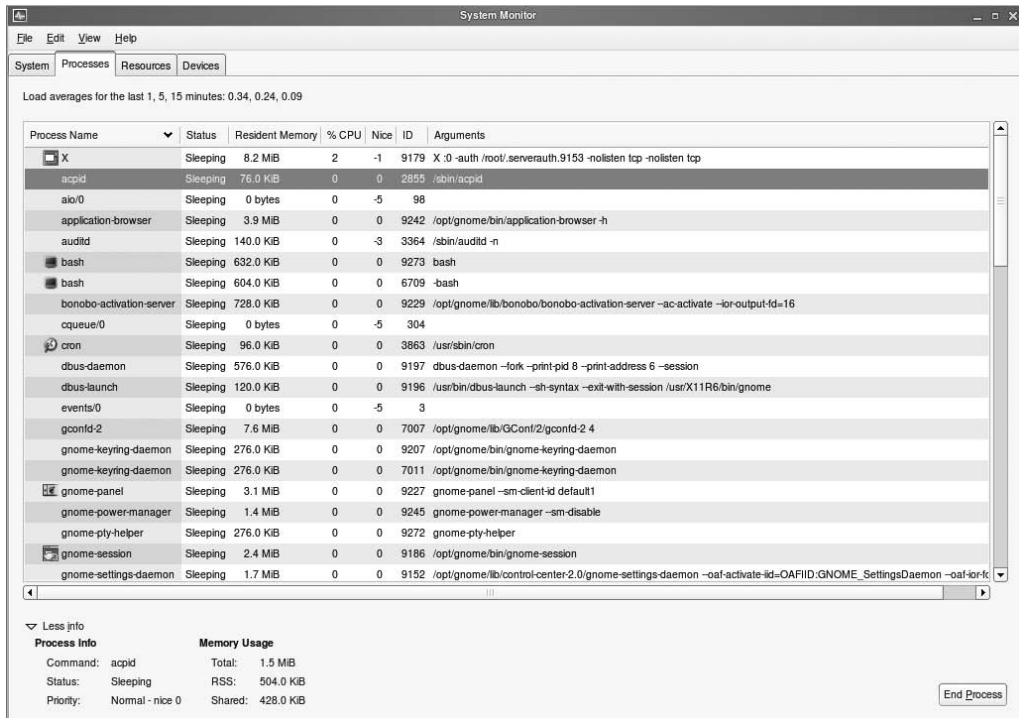 System Monitor
File Edit View Help
System Processes Resources Devices
Load averages for the last 1, 5, 15 minutes: 0.34, 0.24, 0.09
Process Name Status Resident Memory % CPU Nice ID Arguments
X Sleeping 8.2 MiB 2 -1 9179 X :0 -auth /root/.serverauth.9153 -nolisten tcp -nolisten tcp
acpid Sleeping 76.0 KiB 0 0 2855 /sbin/acpid
aio/0 Sleeping 0 bytes 0 -5 98
application-browser Sleeping 3.9 MiB 0 0 9242 /opt/gnome/bin/application-browser -h
auditd Sleeping 140.0 KiB 0 -3 3364 /sbin/auditd -n
bash Sleeping 632.0 KiB 0 0 9273 bash
bash Sleeping 604.0 KiB 0 0 6709 -bash
bonobo-activation-server Sleeping 728.0 KiB 0 0 9229 /opt/gnome/lib/bonobo/bonobo-activation-server --ac-activate --ior-output-fd=16
cqueue/0 Sleeping 0 bytes 0 -5 304
cron Sleeping 96.0 KiB 0 0 3863 /usr/sbin/cron
dbus-daemon Sleeping 576.0 KiB 0 0 9197 dbus-daemon --fork --print-pid 8 --print-address 6 --session
dbus-launch Sleeping 120.0 KiB 0 0 9196 /usr/bin/dbus-launch --sh-syntax --exit-with-session /usr/X11R6/bin/gnome
events/0 Sleeping 0 bytes 0 -5 3
gconfd-2 Sleeping 7.6 MiB 0 0 7007 /opt/gnome/lib/GConf/2/gconfd-2 4
gnome-keyring-daemon Sleeping 276.0 KiB 0 0 9207 /opt/gnome/bin/gnome-keyring-daemon
gnome-keyring-daemon Sleeping 276.0 KiB 0 0 7011 /opt/gnome/bin/gnome-keyring-daemon
gnome-panel Sleeping 3.1 MiB 0 0 9227 gnome-panel --sm-client-id default1
gnome-power-manager Sleeping 1.4 MiB 0 0 9245 gnome-power-manager --sm-disable
gnome-pty-helper Sleeping 276.0 KiB 0 0 9272 gnome-pty-helper
gnome-session Sleeping 2.4 MiB 0 0 9186 /opt/gnome/bin/gnome-session
gnome-settings-daemon Sleeping 1.7 MiB 0 0 9152 /opt/gnome/lib/control-center-2.0/gnome-settings-daemon --oaf-activate-iid=OAFIID:GNOME_SettingsDaemon --oaf-ior-fd
Less info
Process Info Memory Usage
Command: acpid Total: 1.5 MiB
Status: Sleeping RSS: 504.0 KiB
Priority: Normal - nice 0 Shared: 428.0 KiB
End Process